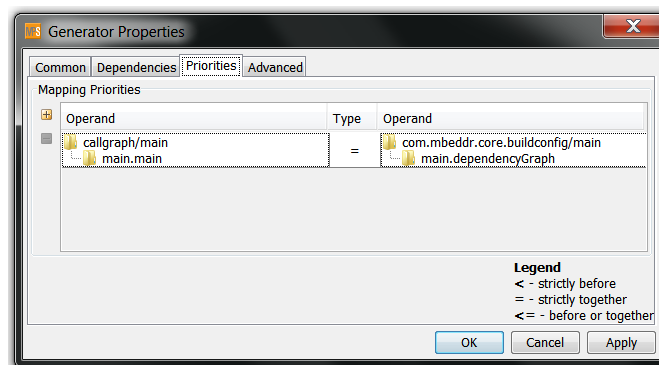 MPS Generator Properties
Common Dependencies Priorities Advanced
Mapping Priorities
Operand Type Operand
callgraph/main = com.mbeddr.core.buildconfig/main
main.main main.dependencyGraph
Legend
< - strictly before
= - strictly together
<= - before or together
OK Cancel Apply